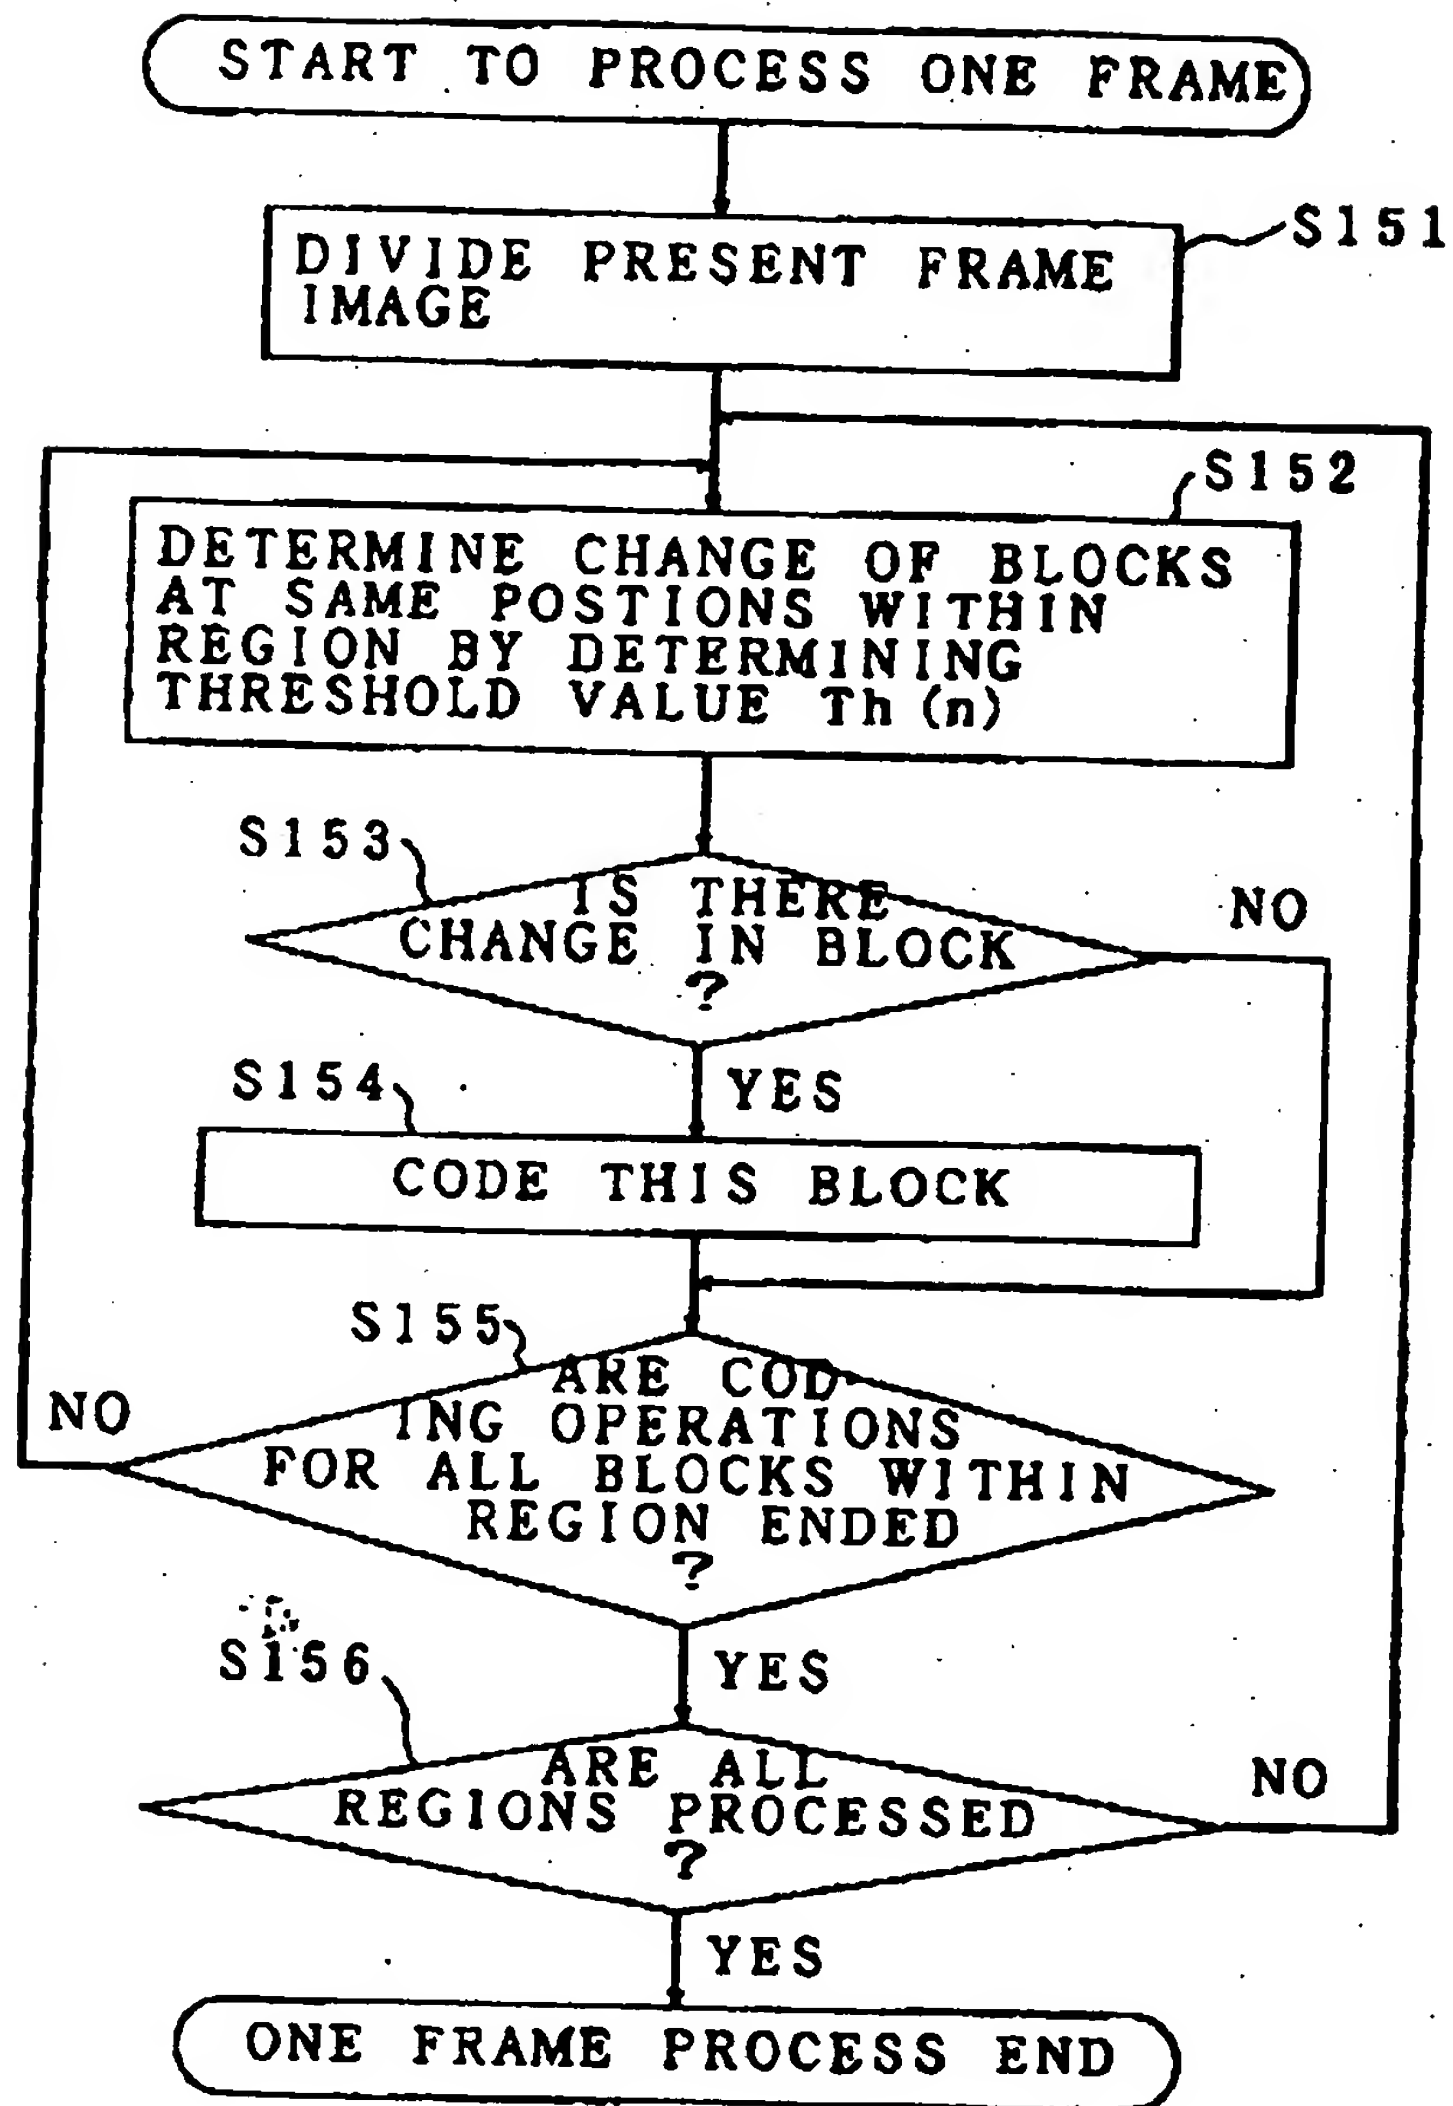 START TO PROCESS ONE FRAME
S151
DIVIDE PRESENT FRAME
IMAGE
S152
DETERMINE CHANGE OF BLOCKS
AT SAME POSTIONS WITHIN
REGION BY DETERMINING
THRESHOLD VALUE Th(n)
S153
IS THERE
CHANGE IN BLOCK
?
NO
YES
S154
CODE THIS BLOCK
S155
ARE COD-
ING OPERATIONS
FOR ALL BLOCKS WITHIN
REGION ENDED
?
NO
YES
S156
ARE ALL
REGIONS PROCESSED
?
NO
YES
ONE FRAME PROCESS END